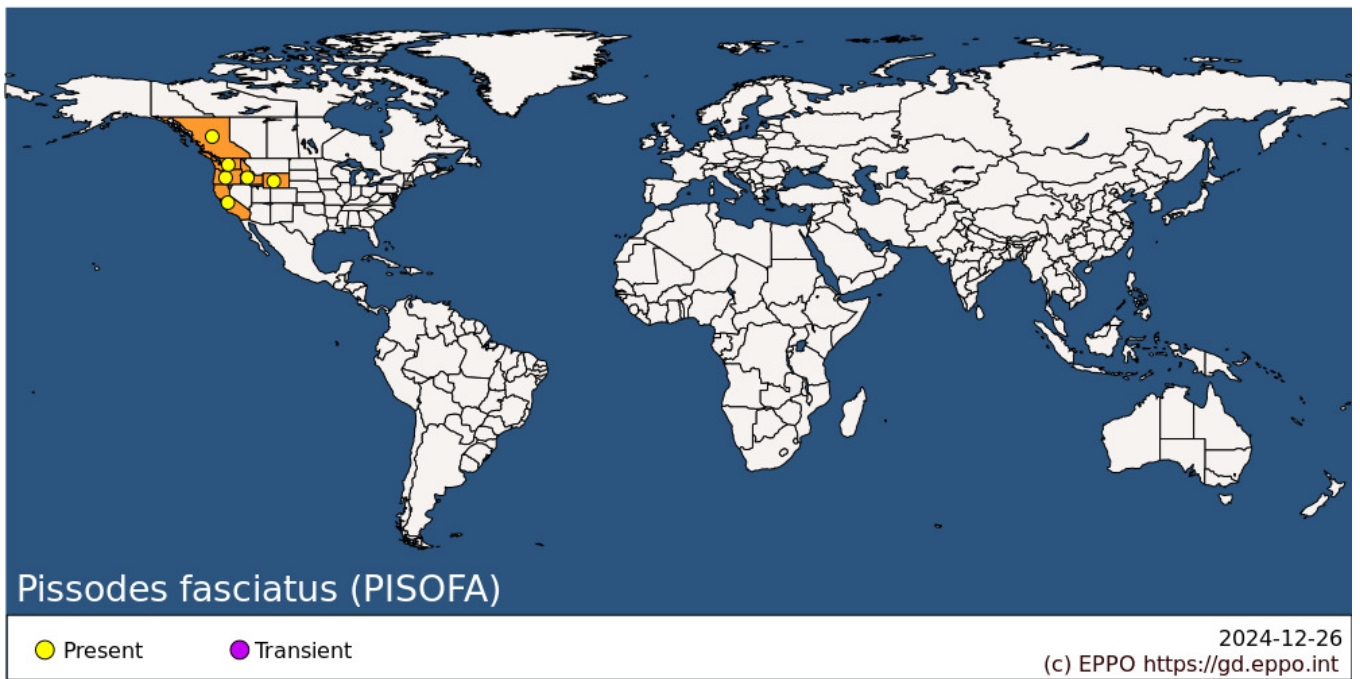 Pissodes fasciatus (PISOFA)
Present
Transient
2024-12-26
(c) EPPO https://gd.eppo.int